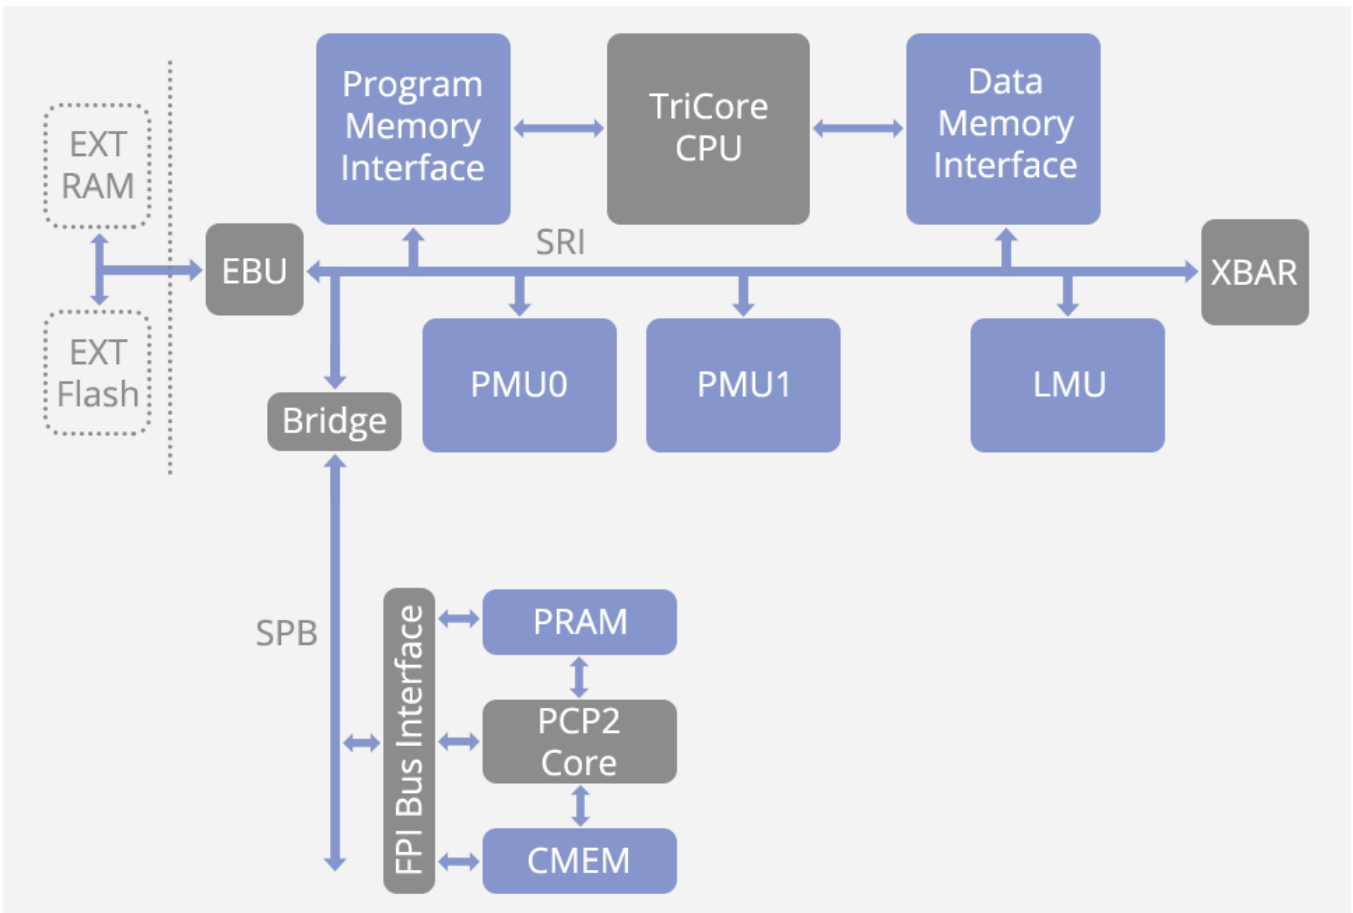 Program
Memory
Interface
TriCore
CPU
Data
Memory
Interface
EXT
RAM
SRI
EBU
XBAR
EXT
Flash
PMU0
PMU1
LMU
Bridge
SPB
FPI Bus Interface
PRAM
PCP2
Core
CMEM